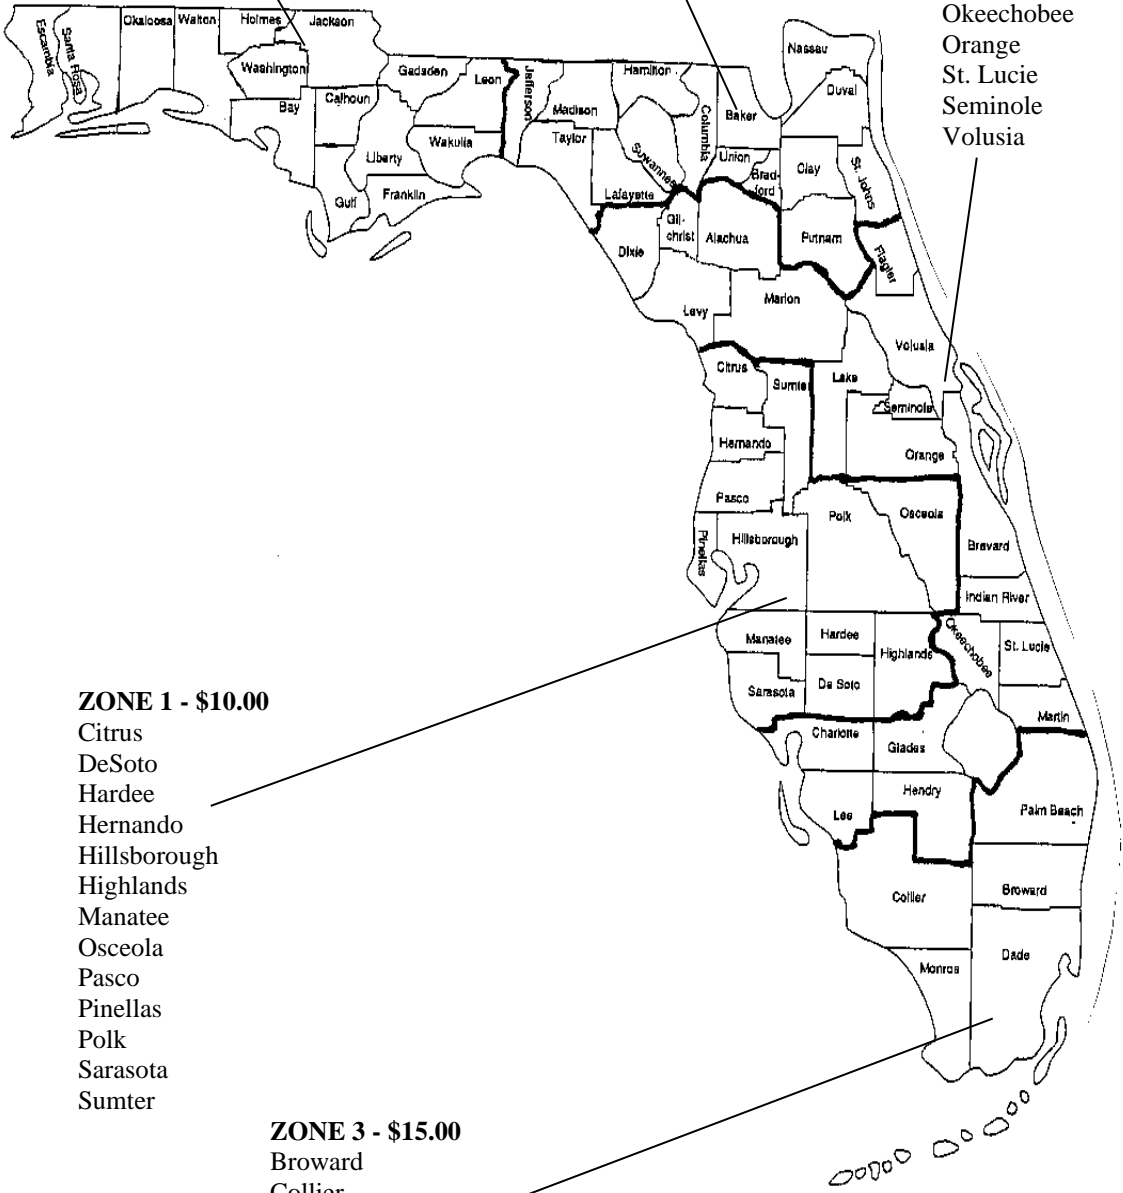 Okeechobee
Orange
St. Lucie
Seminole
Volusia
Escambia
Santa Rosa
Okaloosa
Walton
Holmes
Jackson
Washington
Bay
Calhoun
Gulf
Liberty
Franklin
Gadsden
Leon
Wakulla
Jefferson
Madison
Taylor
Hamilton
Suwannee
Lafayette
Columbia
Baker
Nassau
Duval
Union
Brad-
ford
Clay
St. Johns
Dixie
Gil-
christ
Alachua
Putnam
Flagler
Levy
Marion
Volusia
Citrus
Sumter
Lake
Seminole
Hernando
Orange
Pasco
Pinellas
Hillsborough
Polk
Osceola
Brevard
Indian River
Manatee
Hardee
Highlands
Okeechobee
St. Lucie
Sarasota
De Soto
Martin
Charlotte
Glades
Lee
Hendry
Palm Beach
Collier
Broward
Monroe
Dade
ZONE 1 - $10.00
Citrus
DeSoto
Hardee
Hernando
Hillsborough
Highlands
Manatee
Osceola
Pasco
Pinellas
Polk
Sarasota
Sumter
ZONE 3 - $15.00
Broward
Collier